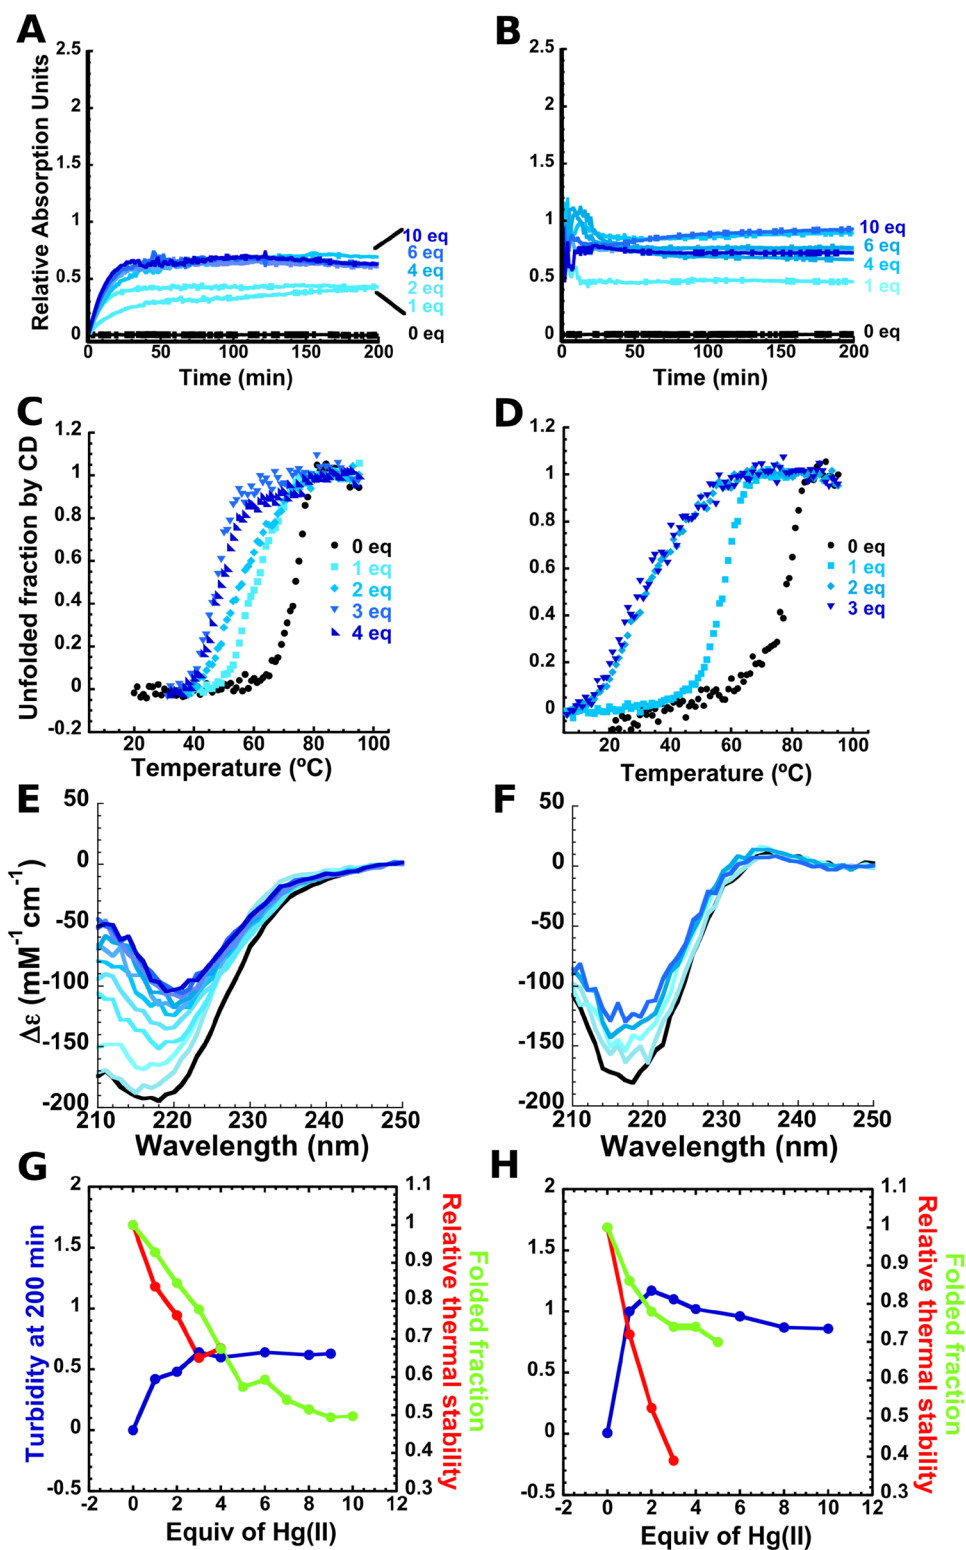 A
2.5
2
1.5
1
0.5
0
0 50 100 150 200
Relative Absorption Units
Time (min)
10 eq
6 eq
4 eq
2 eq
1 eq
0 eq
B
2.5
2
1.5
1
0.5
0
0 50 100 150 200
Time (min)
10 eq
6 eq
4 eq
1 eq
0 eq
C
1.2
1
0.8
0.6
0.4
0.2
0
-0.2
20 40 60 80 100
Unfolded fraction by CD
Temperature (ºC)
0 eq
1 eq
2 eq
3 eq
4 eq
D
1.2
1
0.8
0.6
0.4
0.2
0
20 40 60 80 100
Temperature (ºC)
0 eq
1 eq
2 eq
3 eq
E
50
0
-50
-100
-150
-200
210 220 230 240 250
Δε (mM-1 cm-1)
Wavelength (nm)
F
50
0
-50
-100
-150
-200
210 220 230 240 250
Wavelength (nm)
G
2
1.5
1
0.5
0
-0.5
-2 0 2 4 6 8 10 12
1.1
1
0.9
0.8
0.7
0.6
0.5
0.4
0.3
Turbidity at 200 min
Relative thermal stability
Folded fraction
Equiv of Hg(II)
H
2
1.5
1
0.5
0
-0.5
-2 0 2 4 6 8 10 12
1.1
1
0.9
0.8
0.7
0.6
0.5
0.4
0.3
Relative thermal stability
Folded fraction
Equiv of Hg(II)